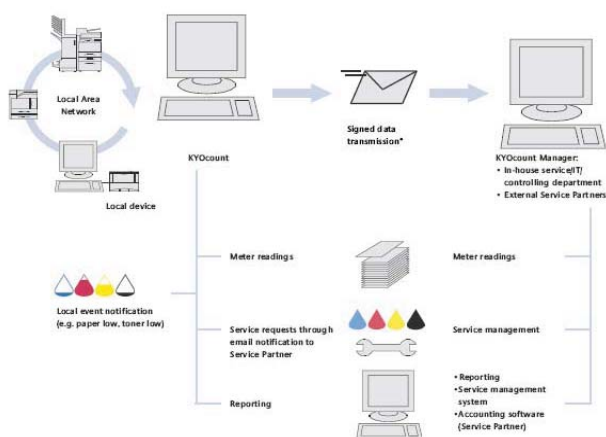 Local Area
Network
Local device
KYOcount
Signed data
transmission*
KYOcount Manager:
• In-house service/IT/
controlling department
• External Service Partners
Local event notification
(e.g. paper low, toner low)
Meter readings
Service requests through
email notification to
Service Partner
Reporting
Meter readings
Service management
• Reporting
• Service management
system
• Accounting software
(Service Partner)